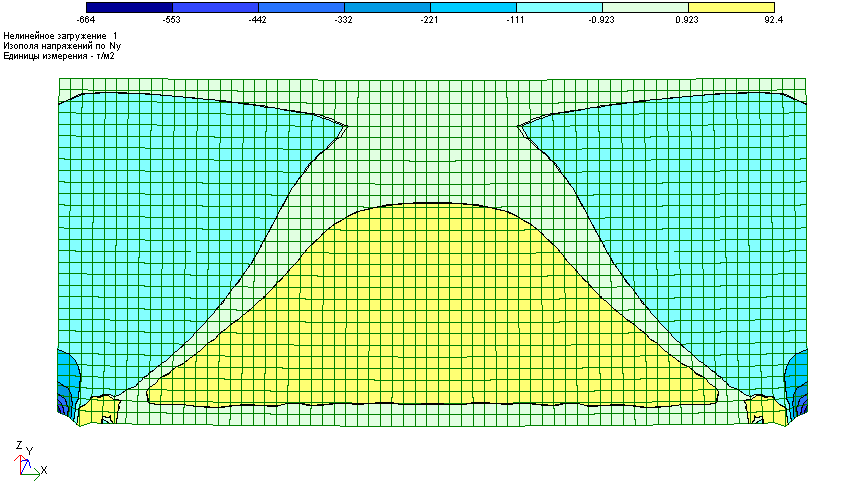 -664 -553 -442 -332 -221 -111 -0.923 0.923 92.4
Нелинейное загружение 1
Изополя напряжений по Ny
Единицы измерения - т/м2
Z
Y
X